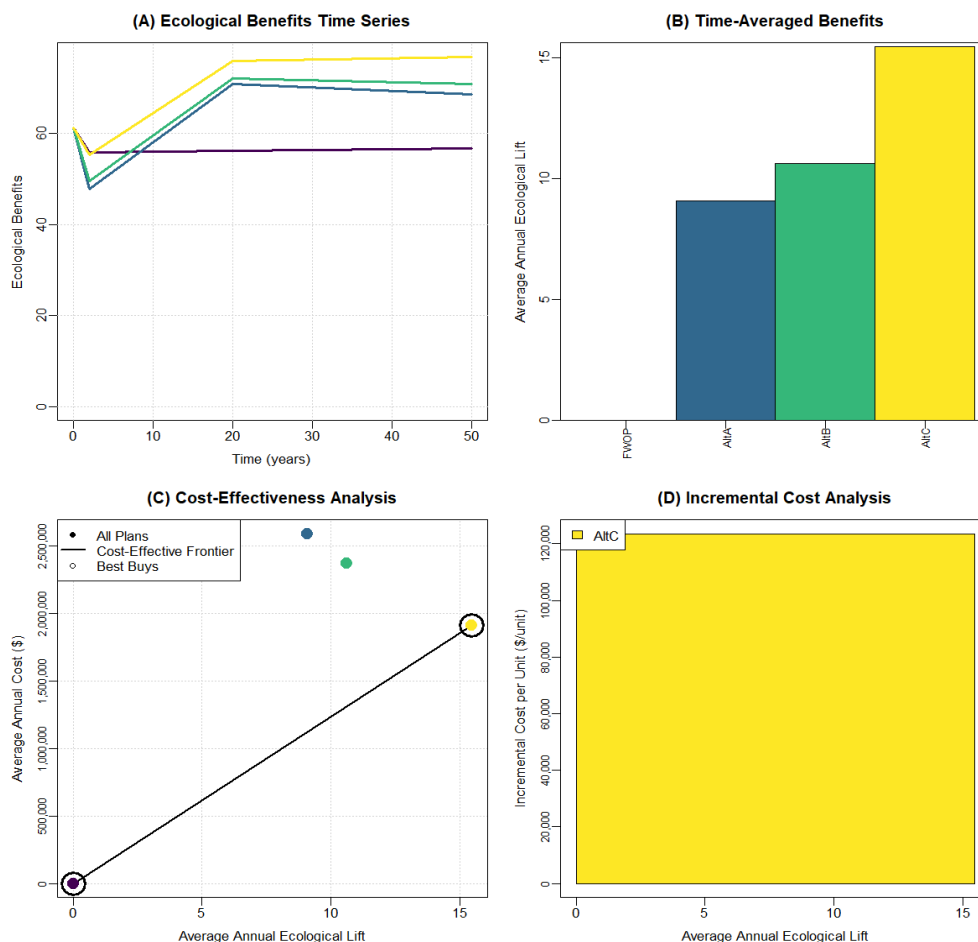 (A) Ecological Benefits Time Series
Ecological Benefits
60
40
20
0
0 10 20 30 40 50
Time (years)
(B) Time-Averaged Benefits
Average Annual Ecological Lift
15
10
5
0
FWOP AltA AltB AltC
(C) Cost-Effectiveness Analysis
All Plans
Cost-Effective Frontier
Best Buys
Average Annual Cost ($)
2,500,000
2,000,000
1,500,000
1,000,000
500,000
0
0 5 10 15
Average Annual Ecological Lift
(D) Incremental Cost Analysis
AltC
Incremental Cost per Unit ($/unit)
120,000
100,000
80,000
60,000
40,000
20,000
0
0 5 10 15
Average Annual Ecological Lift